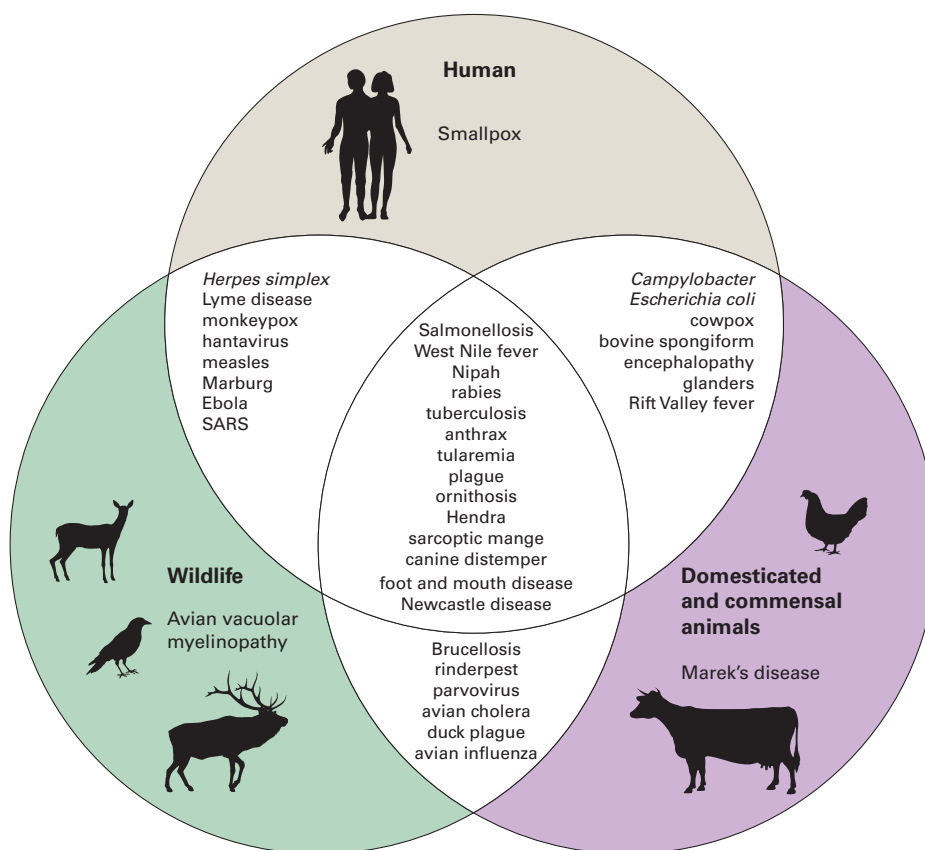 Human
Smallpox
Herpes simplex
Lyme disease
monkeypox
hantavirus
measles
Marburg
Ebola
SARS
Salmonellosis
West Nile fever
Nipah
rabies
tuberculosis
anthrax
tularemia
plague
ornithosis
Hendra
sarcoptic mange
canine distemper
foot and mouth disease
Newcastle disease
Campylobacter
Escherichia coli
cowpox
bovine spongiform
encephalopathy
glanders
Rift Valley fever
Wildlife
Avian vacuolar
myelinopathy
Domesticated
and commensal
animals
Marek's disease
Brucellosis
rinderpest
parvovirus
avian cholera
duck plague
avian influenza